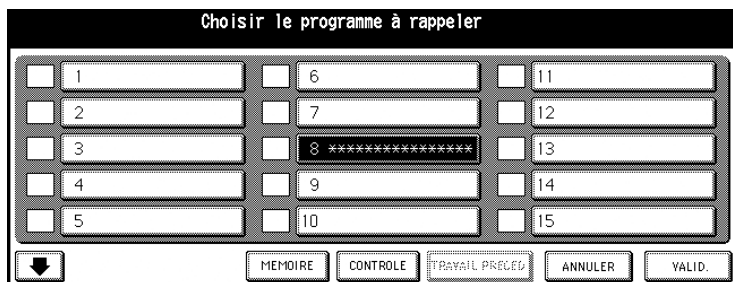 Choisir le programme à rappeler
1 6 11
2 7 12
3 8 **************** 13
4 9 14
5 10 15
MEMOIRE CONTROLE TRAVAIL PRECED ANNULER VALID.